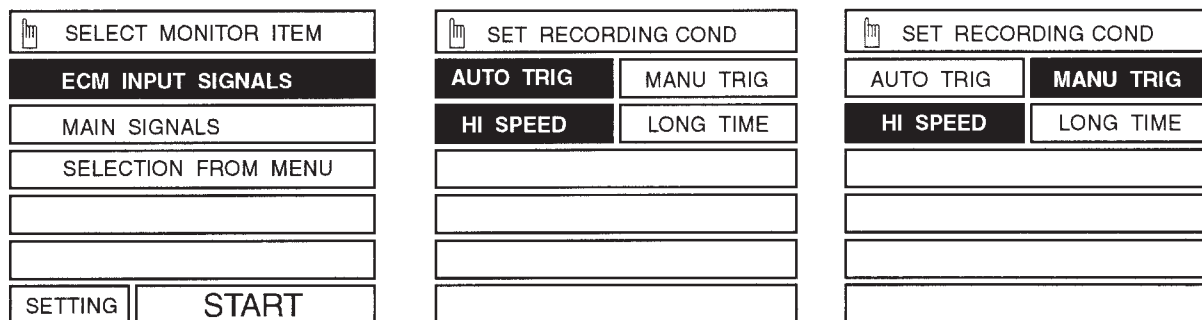 SELECT MONITOR ITEM
ECM INPUT SIGNALS
MAIN SIGNALS
SELECTION FROM MENU
SETTING START
SET RECORDING COND
AUTO TRIG MANU TRIG
HI SPEED LONG TIME
SET RECORDING COND
AUTO TRIG MANU TRIG
HI SPEED LONG TIME